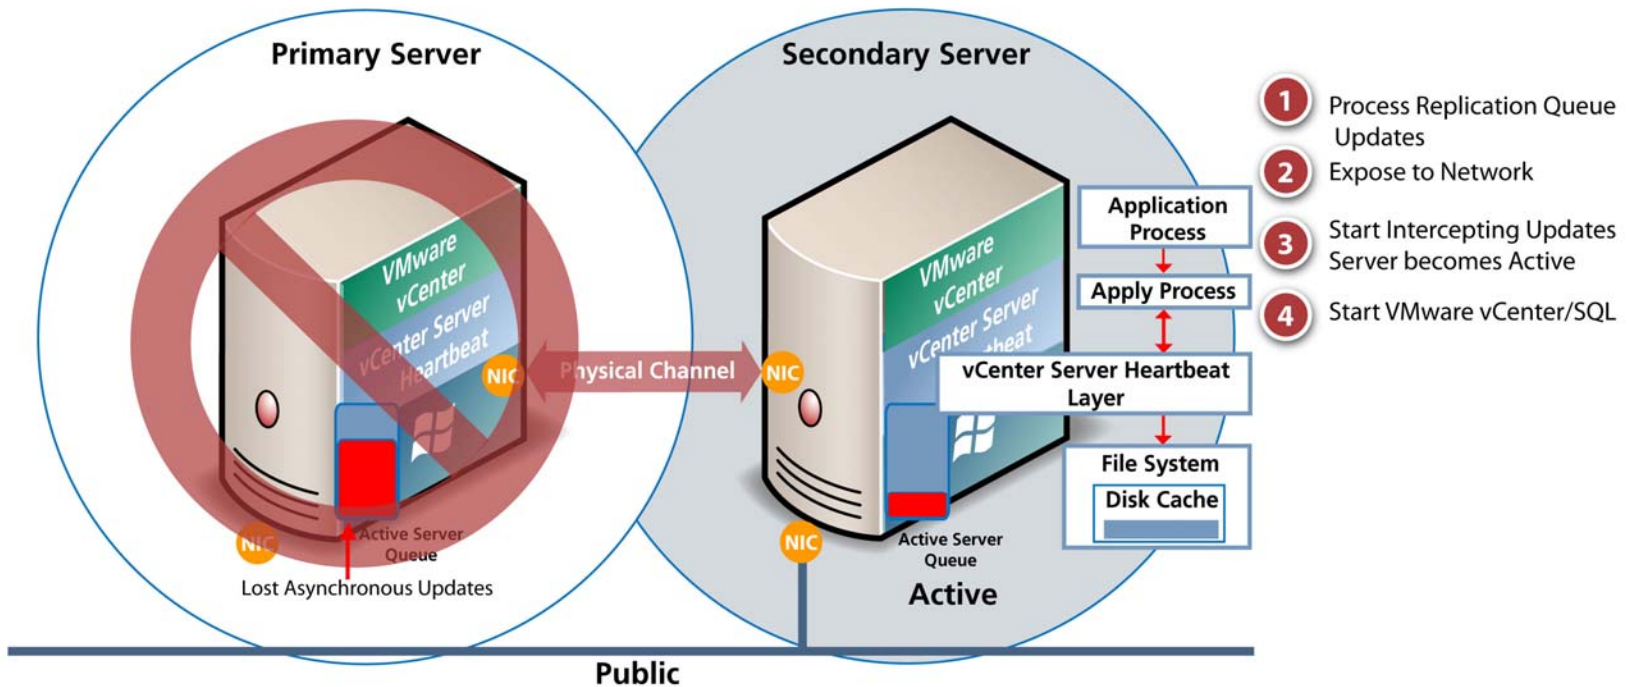 Primary Server
Secondary Server
VMware
vCenter
vCenter Server
Heartbeat
NIC
NIC
Active Server
Queue
Lost Asynchronous Updates
Physical Channel
VMware
vCenter
vCenter Server
NIC
NIC
Active Server
Queue
Active
Application
Process
Apply Process
vCenter Server Heartbeat
Layer
File System
Disk Cache
1 Process Replication Queue
Updates
2 Expose to Network
3 Start Intercepting Updates
Server becomes Active
4 Start VMware vCenter/SQL
Public